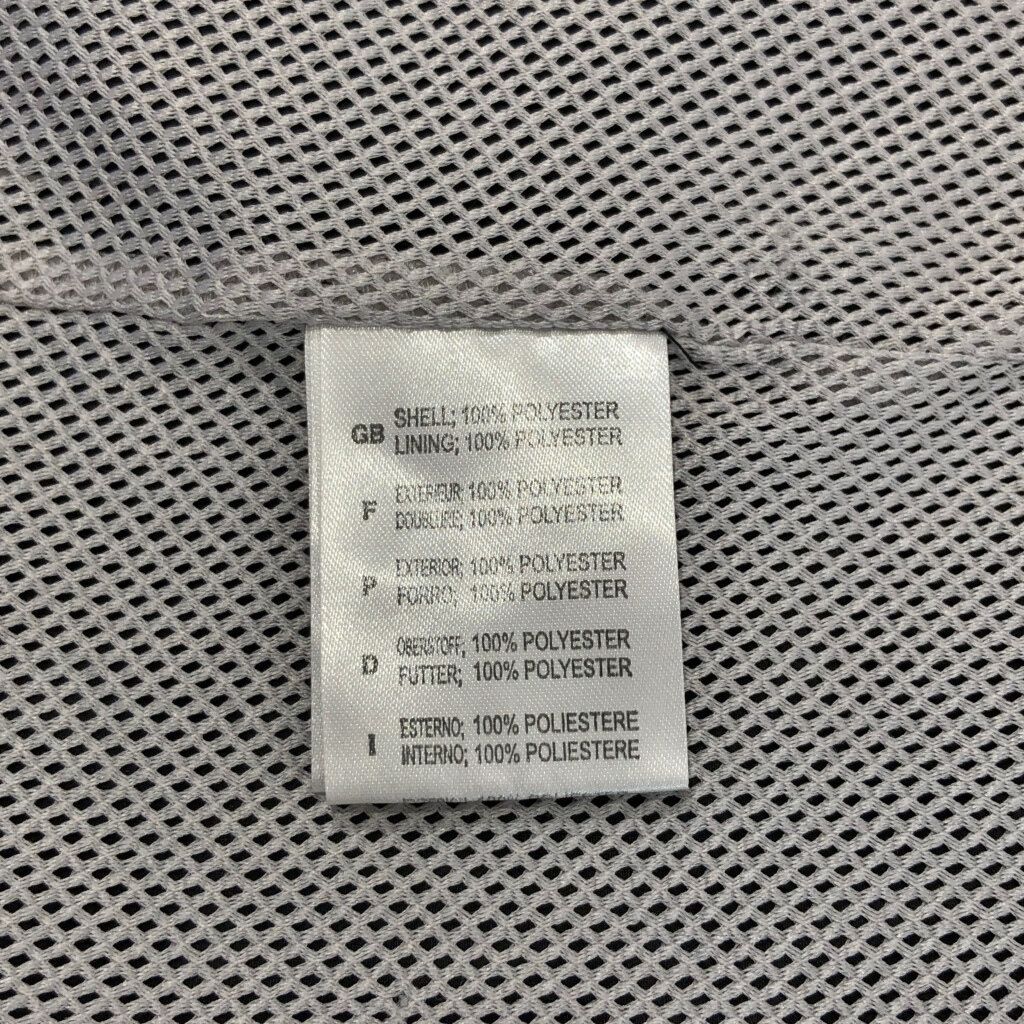 GB SHELL; 100% POLYESTER
LINING; 100% POLYESTER
F EXTERIEUR 100% POLYESTER
DOUBLURE; 100% POLYESTER
P EXTERIOR; 100% POLYESTER
FORRO; 100% POLYESTER
D OBERSTOFF; 100% POLYESTER
FUTTER; 100% POLYESTER
I ESTERNO; 100% POLIESTERE
INTERNO; 100% POLIESTERE